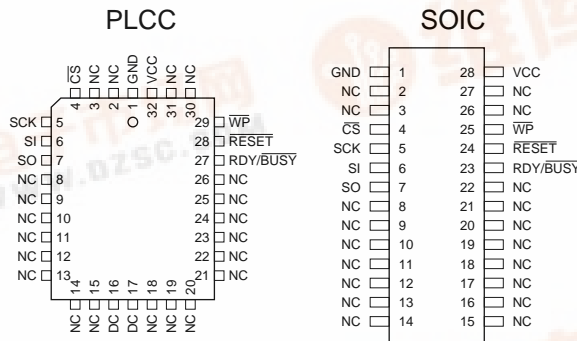 PLCC
CS NC NC GND VCC NC NC
4 3 2 1 32 31 30
SCK 5 29 WP
SI 6 28 RESET
SO 7 27 RDY/BUSY
NC 8 26 NC
NC 9 25 NC
NC 10 24 NC
NC 11 23 NC
NC 12 22 NC
NC 13 21 NC
14 15 16 17 18 19 20
NC NC DC DC NC NC NC
SOIC
GND 1 28 VCC
NC 2 27 NC
NC 3 26 NC
CS 4 25 WP
SCK 5 24 RESET
SI 6 23 RDY/BUSY
SO 7 22 NC
NC 8 21 NC
NC 9 20 NC
NC 10 19 NC
NC 11 18 NC
NC 12 17 NC
NC 13 16 NC
NC 14 15 NC